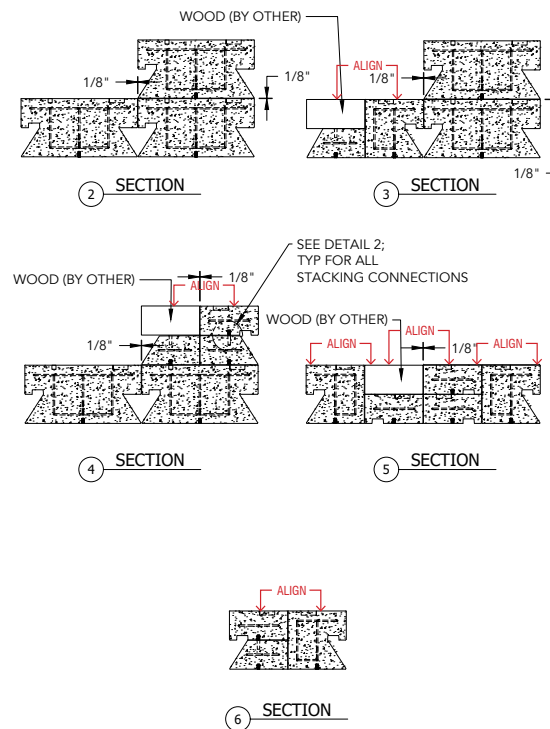 WOOD (BY OTHER)
ALIGN
1/8"
1/8"
1/8"
1/8"
2 SECTION
3 SECTION
SEE DETAIL 2;
TYP FOR ALL
STACKING CONNECTIONS
WOOD (BY OTHER)
1/8"
ALIGN
WOOD (BY OTHER)
1/8"
ALIGN
ALIGN
1/8"
ALIGN
4 SECTION
5 SECTION
ALIGN
6 SECTION